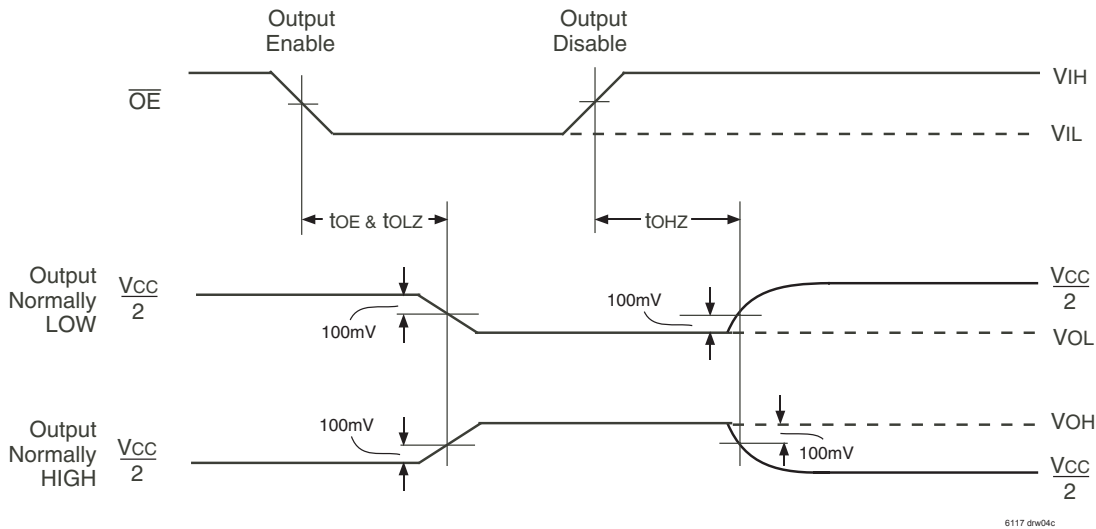 Output
Enable
Output
Disable
OE
VIH
VIL
tOE & tOLZ
tOHZ
Output
Normally
LOW
VCC
2
100mV
100mV
VCC
2
VOL
Output
Normally
HIGH
VCC
2
100mV
VOH
100mV
VCC
2
6117 drw04c